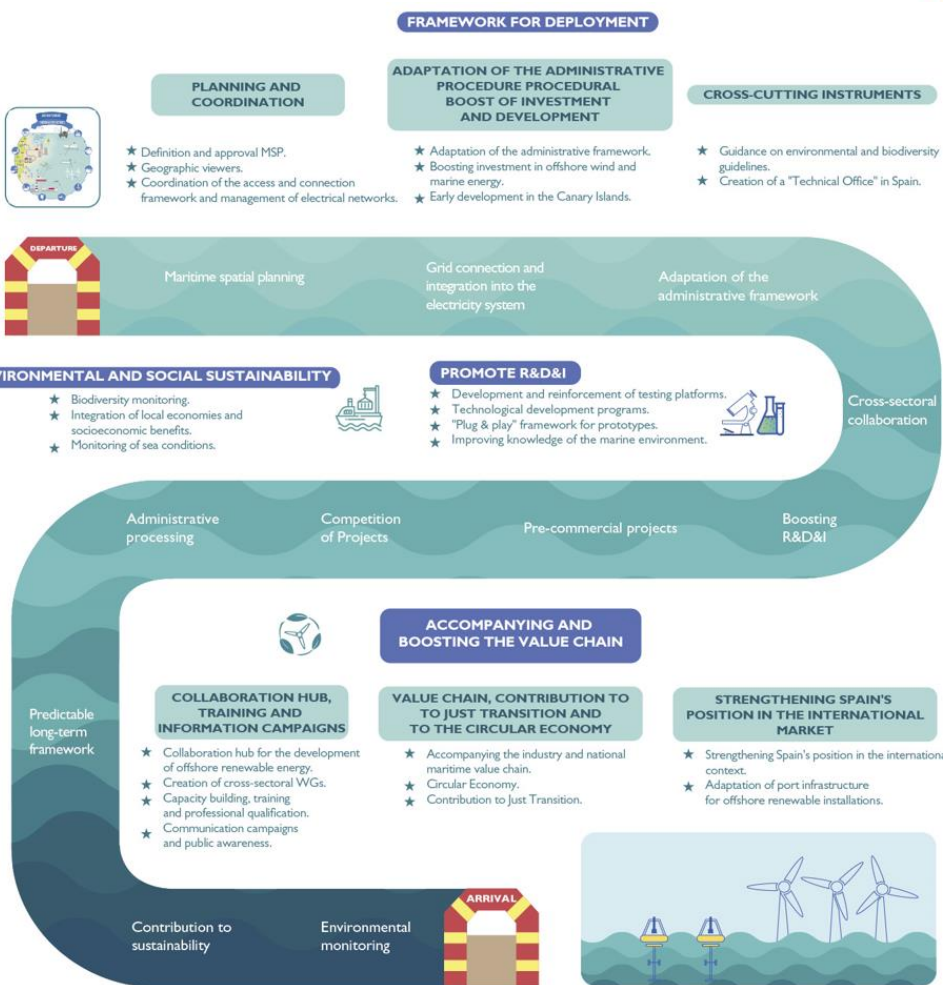 FRAMEWORK FOR DEPLOYMENT
PLANNING AND
COORDINATION
★ Definition and approval MSP.
★ Geographic viewers.
★ Coordination of the access and connection
framework and management of electrical networks.
ADAPTATION OF THE ADMINISTRATIVE
PROCEDURE PROCEDURAL
BOOST OF INVESTMENT
AND DEVELOPMENT
★ Adaptation of the administrative framework.
★ Boosting investment in offshore wind and
marine energy.
★ Early development in the Canary Islands.
CROSS-CUTTING INSTRUMENTS
★ Guidance on environmental and biodiversity
guidelines.
★ Creation of a "Technical Office" in Spain.
DEPARTURE
Maritime spatial planning
Grid connection and
integration into the
electricity system
Adaptation of the
administrative framework
Cross-sectoral
collaboration
VIRONMENTAL AND SOCIAL SUSTAINABILITY
★ Biodiversity monitoring.
★ Integration of local economies and
socioeconomic benefits.
★ Monitoring of sea conditions.
PROMOTE R&D&I
★ Development and reinforcement of testing platforms.
★ Technological development programs.
★ "Plug & play" framework for prototypes.
★ Improving knowledge of the marine environment.
Administrative
processing
Competition
of Projects
Pre-commercial projects
Boosting
R&D&I
Predictable
long-term
framework
ACCOMPANYING AND
BOOSTING THE VALUE CHAIN
COLLABORATION HUB,
TRAINING AND
INFORMATION CAMPAIGNS
★ Collaboration hub for the development
of offshore renewable energy.
★ Creation of cross-sectoral WGs.
★ Capacity building, training
and professional qualification.
★ Communication campaigns
and public awareness.
VALUE CHAIN, CONTRIBUTION TO
TO JUST TRANSITION AND
TO THE CIRCULAR ECONOMY
★ Accompanying the industry and national
maritime value chain.
★ Circular Economy.
★ Contribution to Just Transition.
STRENGTHENING SPAIN'S
POSITION IN THE INTERNATIONAL
MARKET
★ Strengthening Spain's position in the internationa
context.
★ Adaptation of port infrastructure
for offshore renewable installations.
Contribution to
sustainability
Environmental
monitoring
ARRIVAL